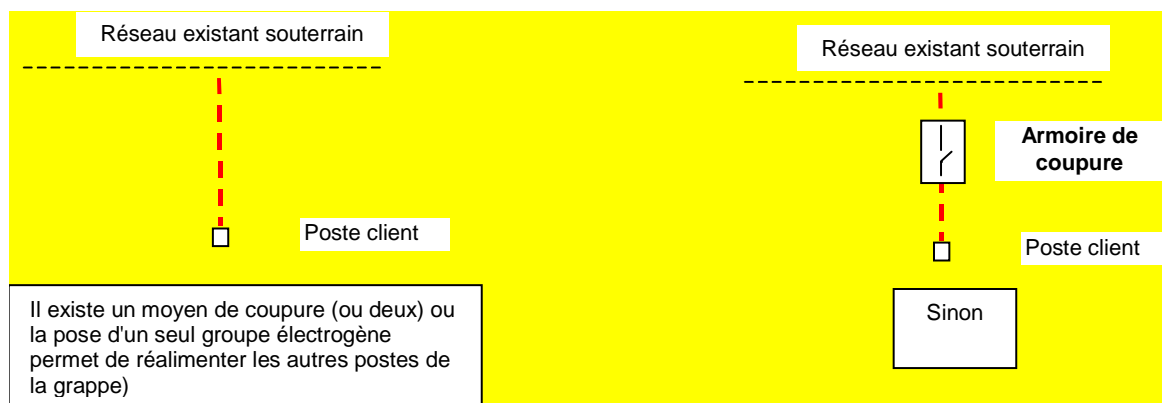 Réseau existant souterrain
Poste client
Il existe un moyen de coupure (ou deux) ou
la pose d'un seul groupe électrogène
permet de réalimenter les autres postes de
la grappe)
Réseau existant souterrain
Armoire de
coupure
Poste client
Sinon